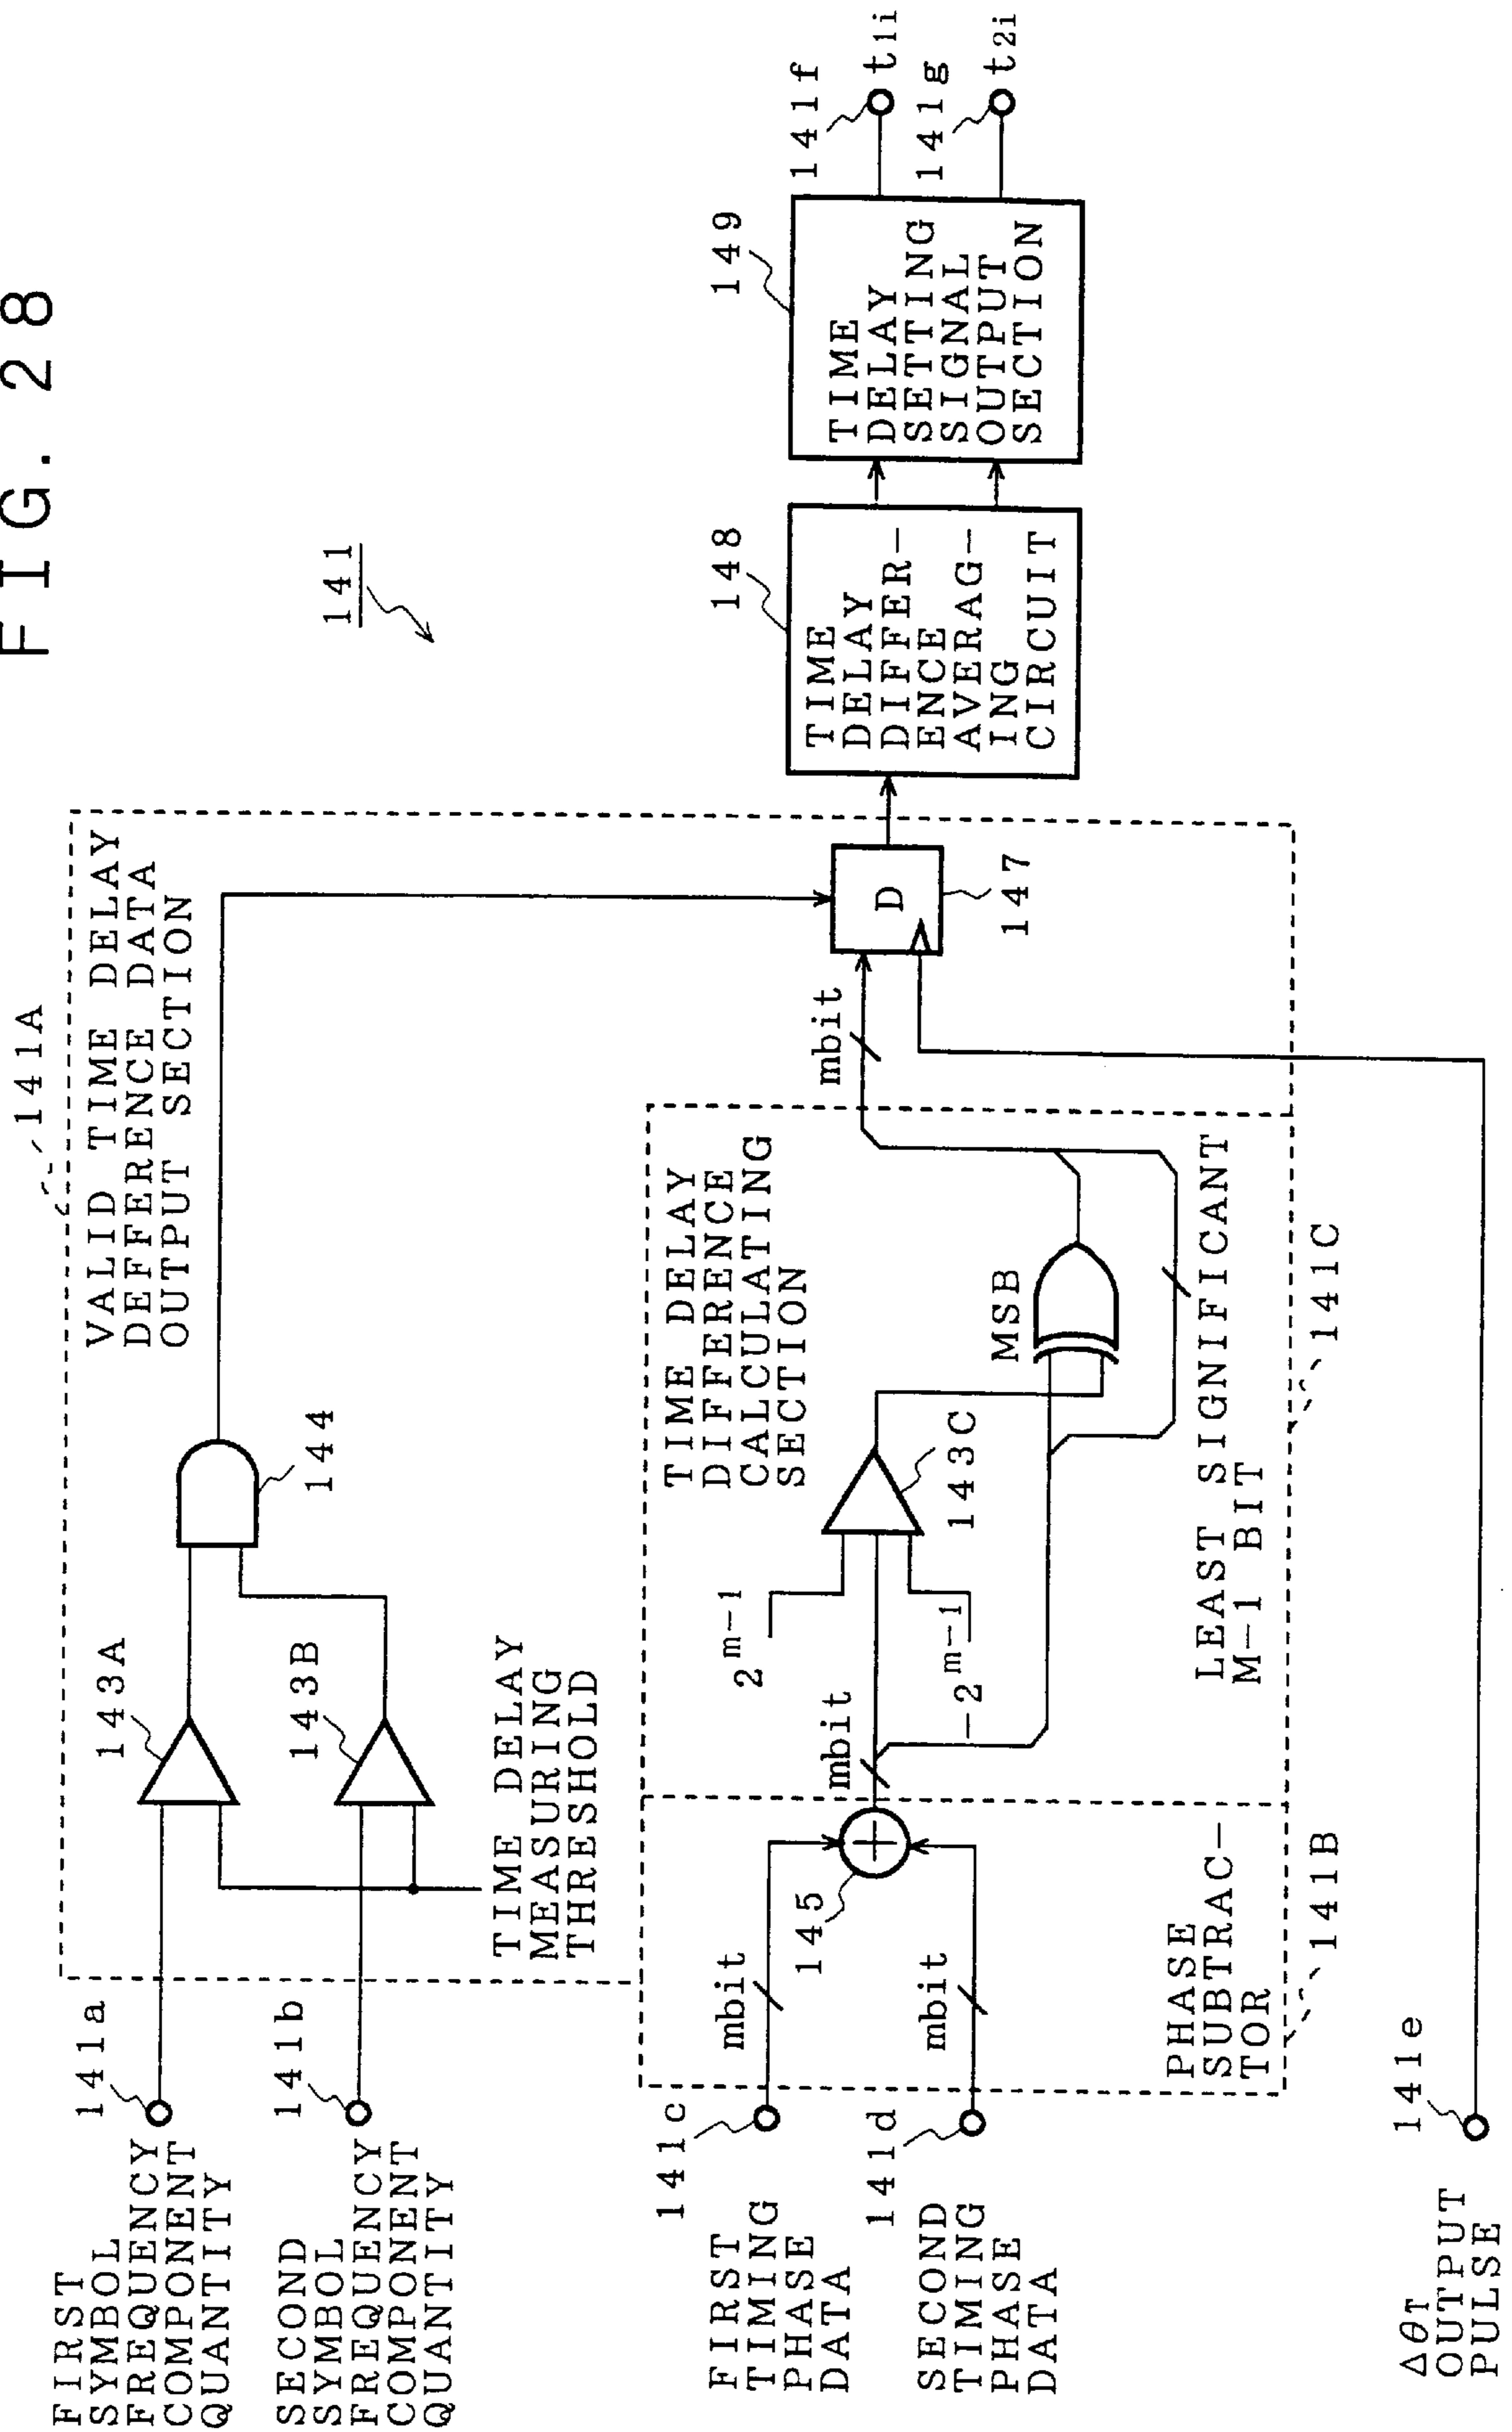 FIG. 28
141
141A
VALID TIME DELAY
DEFFERENCE DATA
OUTPUT SECTION
FIRST
SYMBOL
FREQUENCY
COMPONENT
QUANTITY
141a
143A
144
SECOND
SYMBOL
FREQUENCY
COMPONENT
QUANTITY
141b
143B
TIME DELAY
MEASURING
THRESHOLD
TIME DELAY
DIFFERENCE
CALCULATING
SECTION
FIRST
TIMING
PHASE
DATA
141c
mbit
145
mbit
2m-1
-2m-1
143C
MSB
mbit
D
147
148
TIME
DELAY
DIFFER-
ENCE
AVERAG-
ING
CIRCUIT
149
TIME
DELAY
SETTING
SIGNAL
OUTPUT
SECTION
141f
t1i
141g
t2i
SECOND
TIMING
PHASE
DATA
141d
mbit
PHASE
SUBTRAC-
TOR
141B
LEAST SIGNIFICANT
M-1 BIT
141C
ΔθT
OUTPUT
PULSE
141e